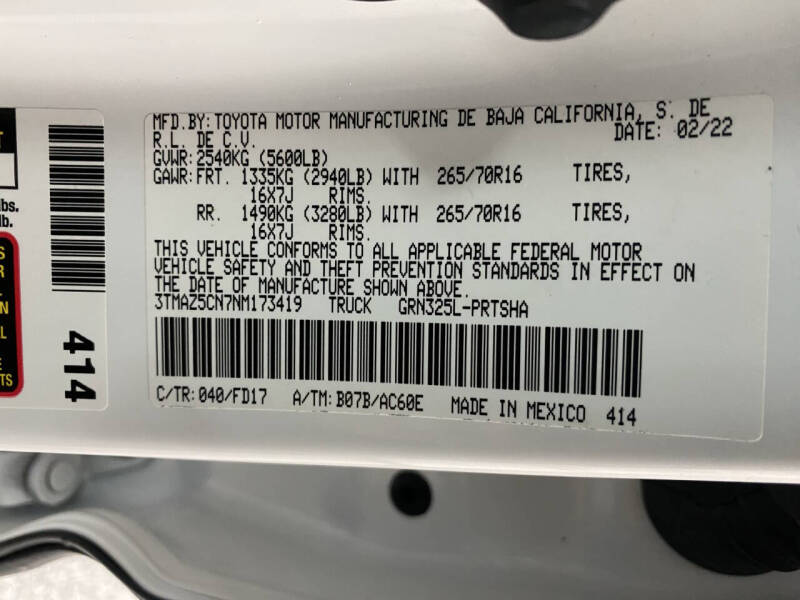 MFD.BY: TOYOTA MOTOR MANUFACTURING DE BAJA CALIFORNIA, S. DE
R.L. DE C.V. DATE: 02/22
GVWR: 2540KG (5600LB)
GAWR: FRT. 1335KG (2940LB) WITH 265/70R16 TIRES,
16X7J RIMS.
RR. 1490KG (3280LB) WITH 265/70R16 TIRES,
16X7J RIMS.
THIS VEHICLE CONFORMS TO ALL APPLICABLE FEDERAL MOTOR
VEHICLE SAFETY AND THEFT PREVENTION STANDARDS IN EFFECT ON
THE DATE OF MANUFACTURE SHOWN ABOVE.
3TMAZ5CN7NM173419 TRUCK GRN325L-PRTSHA
C/TR: 040/FD17 A/TM: B07B/AC60E MADE IN MEXICO 414
414
lbs.
lb.